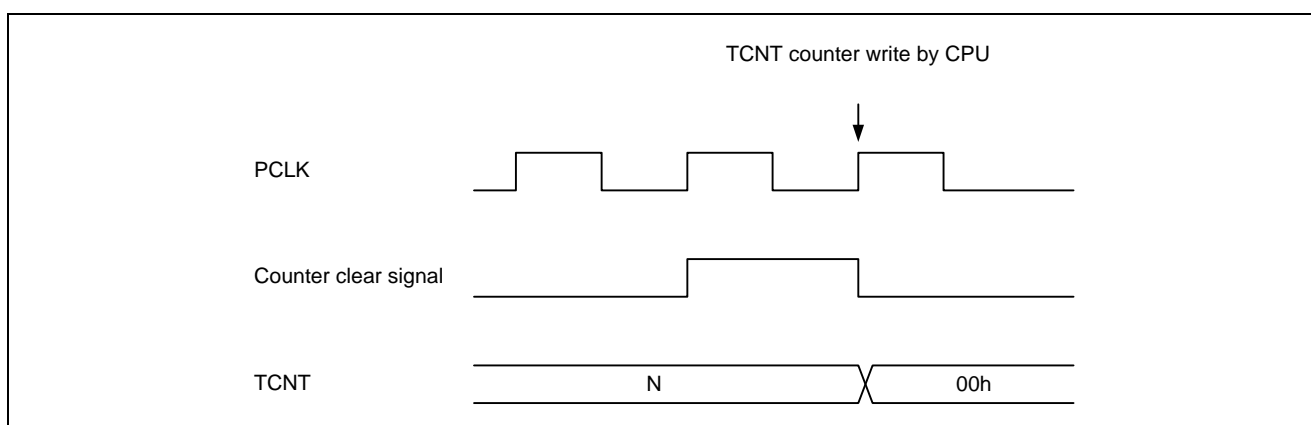 TCNT counter write by CPU
PCLK
Counter clear signal
TCNT
N
00h